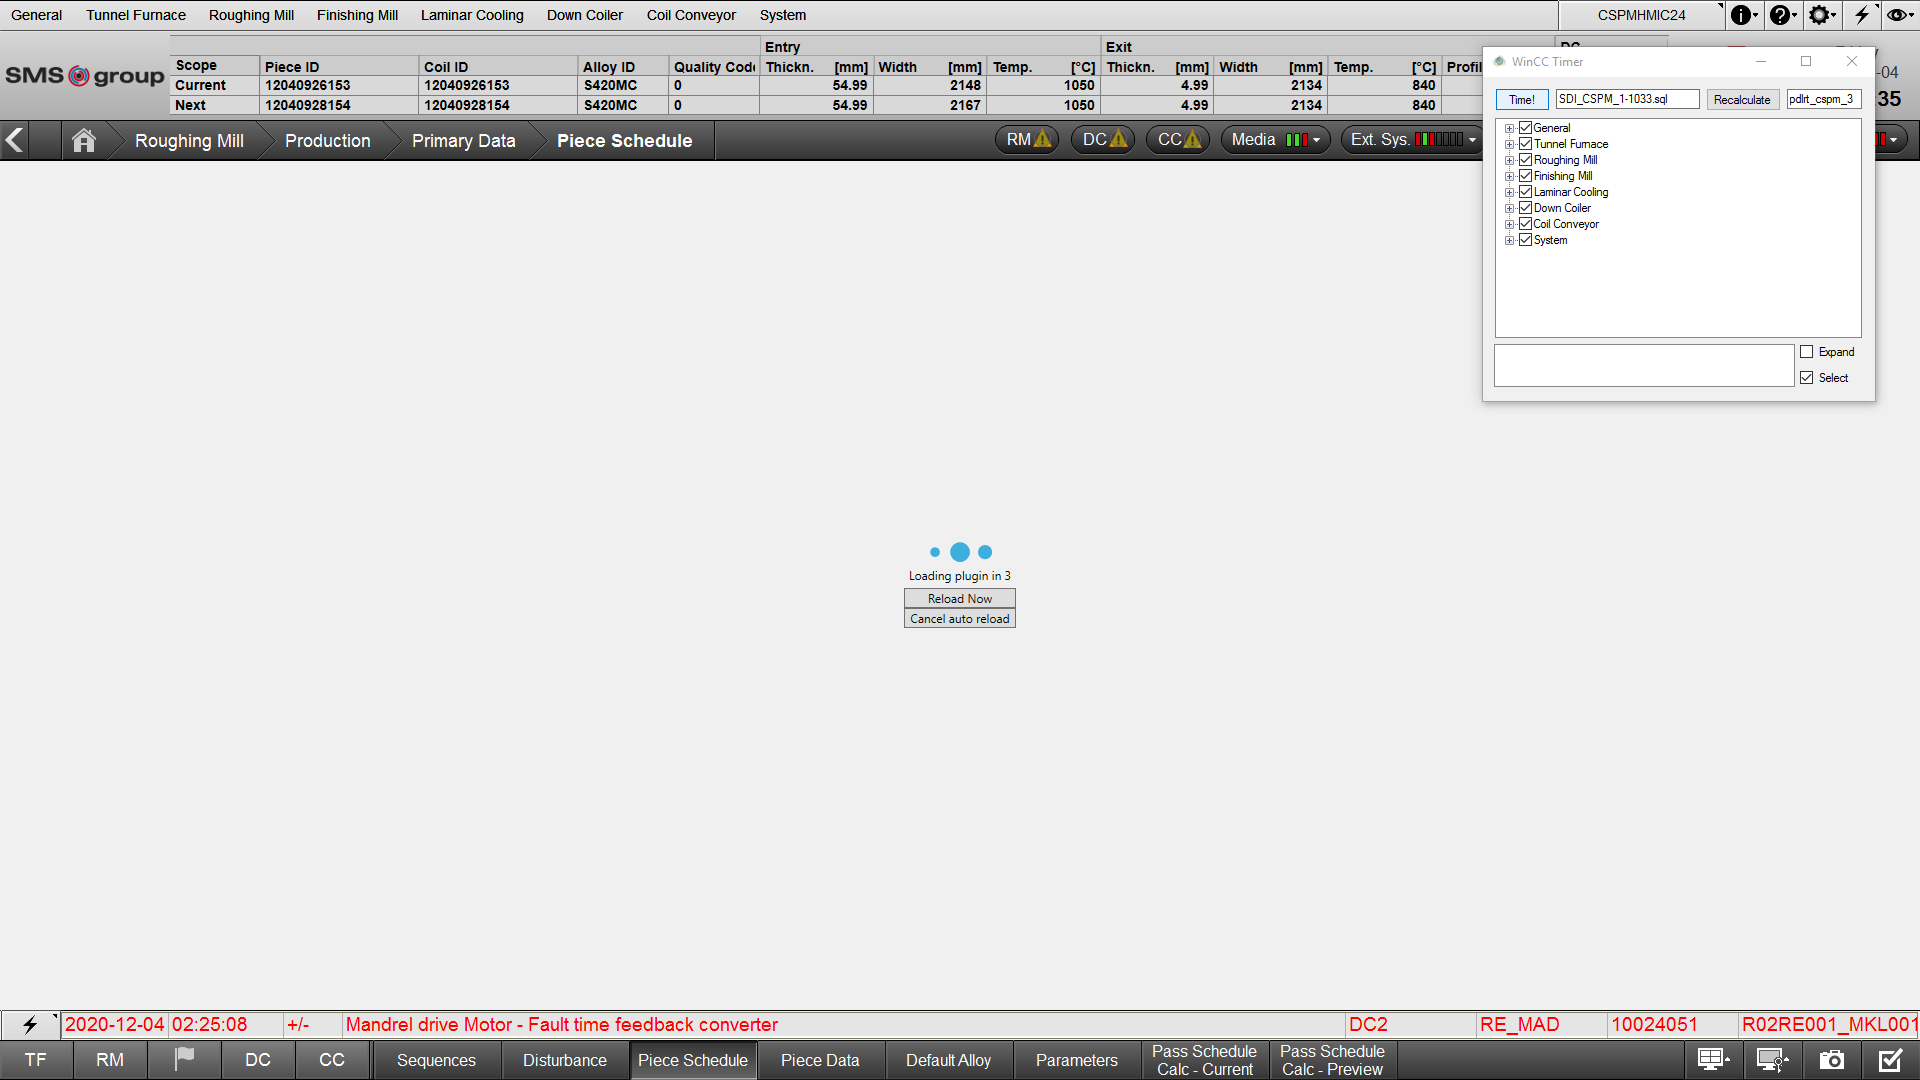 General Tunnel Furnace Roughing Mill Finishing Mill Laminar Cooling Down Coiler Coil Conveyor System CSPMHMIC24
SMS group
Entry Exit
Scope Piece ID Coil ID Alloy ID Quality Code Thickn. [mm] Width [mm] Temp. [°C] Thickn. [mm] Width [mm] Temp. [°C] Profil
Current 12040926153 12040926153 S420MC 0 54.99 2148 1050 4.99 2134 840
Next 12040928154 12040928154 S420MC 0 54.99 2167 1050 4.99 2134 840
-04
35
Roughing Mill Production Primary Data Piece Schedule RM DC CC Media Ext. Sys.
WinCC Timer
Time! SDI_CSPM_1-1033.sql Recalculate pdlrt_cspm_3
General
Tunnel Furnace
Roughing Mill
Finishing Mill
Laminar Cooling
Down Coiler
Coil Conveyor
System
Expand
Select
Loading plugin in 3
Reload Now
Cancel auto reload
2020-12-04 02:25:08 +/- Mandrel drive Motor - Fault time feedback converter DC2 RE_MAD 10024051 R02RE001_MKL001
TF RM DC CC Sequences Disturbance Piece Schedule Piece Data Default Alloy Parameters Pass Schedule Calc - Current Pass Schedule Calc - Preview